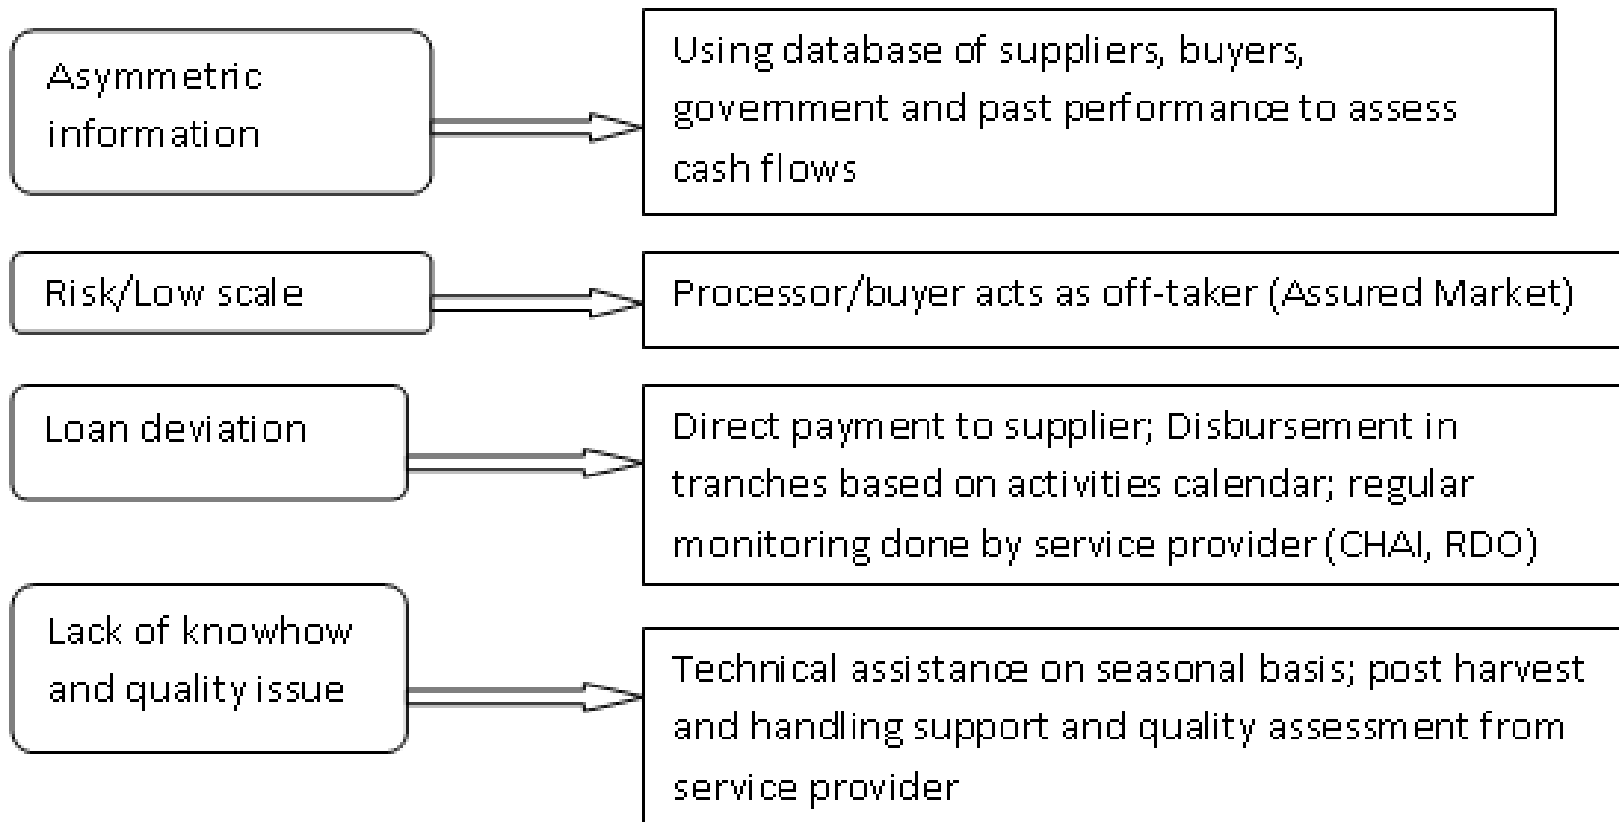 Asymmetric
information
Using database of suppliers, buyers,
government and past performance to assess
cash flows
Risk/Low scale
Processor/buyer acts as off-taker (Assured Market)
Loan deviation
Direct payment to supplier; Disbursement in
tranches based on activities calendar; regular
monitoring done by service provider (CHAI, RDO)
Lack of knowhow
and quality issue
Technical assistance on seasonal basis; post harvest
and handling support and quality assessment from
service provider